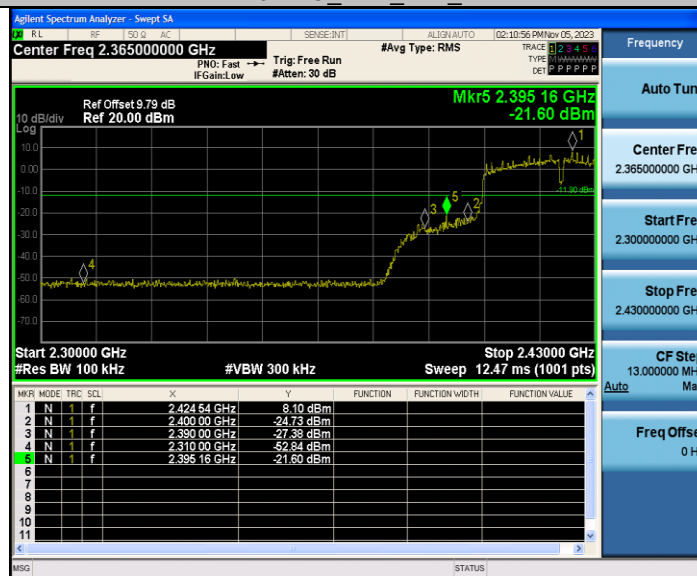 Agilent Spectrum Analyzer - Swept SA
RL RF 50 Ω AC SENSE:INT ALIGN AUTO 02:10:56 PM Nov 05, 2023
Center Freq 2.365000000 GHz
PNO: Fast
IFGain:Low
Trig: Free Run
#Atten: 30 dB
#Avg Type: RMS
TRACE 1 2 3 4 5 6
TYPE M
DET P P P P P P
Ref Offset 9.79 dB
Ref 20.00 dBm
10 dB/div
Log
Mkr5 2.395 16 GHz
-21.60 dBm
10.0
0.00
-10.0
-20.0
-30.0
-40.0
-50.0
-60.0
-70.0
1
-11.90 dBm
5
3
2
4
Start 2.30000 GHz
Stop 2.43000 GHz
#Res BW 100 kHz
#VBW 300 kHz
Sweep 12.47 ms (1001 pts)
MKR MODE TRC SCL X Y FUNCTION FUNCTION WIDTH FUNCTION VALUE
1 N 1 f 2.424 54 GHz 8.10 dBm
2 N 1 f 2.400 00 GHz -24.73 dBm
3 N 1 f 2.390 00 GHz -27.38 dBm
4 N 1 f 2.310 00 GHz -52.84 dBm
5 N 1 f 2.395 16 GHz -21.60 dBm
6
7
8
9
10
11
MSG STATUS
Frequency
Auto Tun
Center Fre
2.365000000 GH
Start Fre
2.300000000 GH
Stop Fre
2.430000000 GH
CF Ste
13.000000 MH
Auto Ma
Freq Offse
0 H